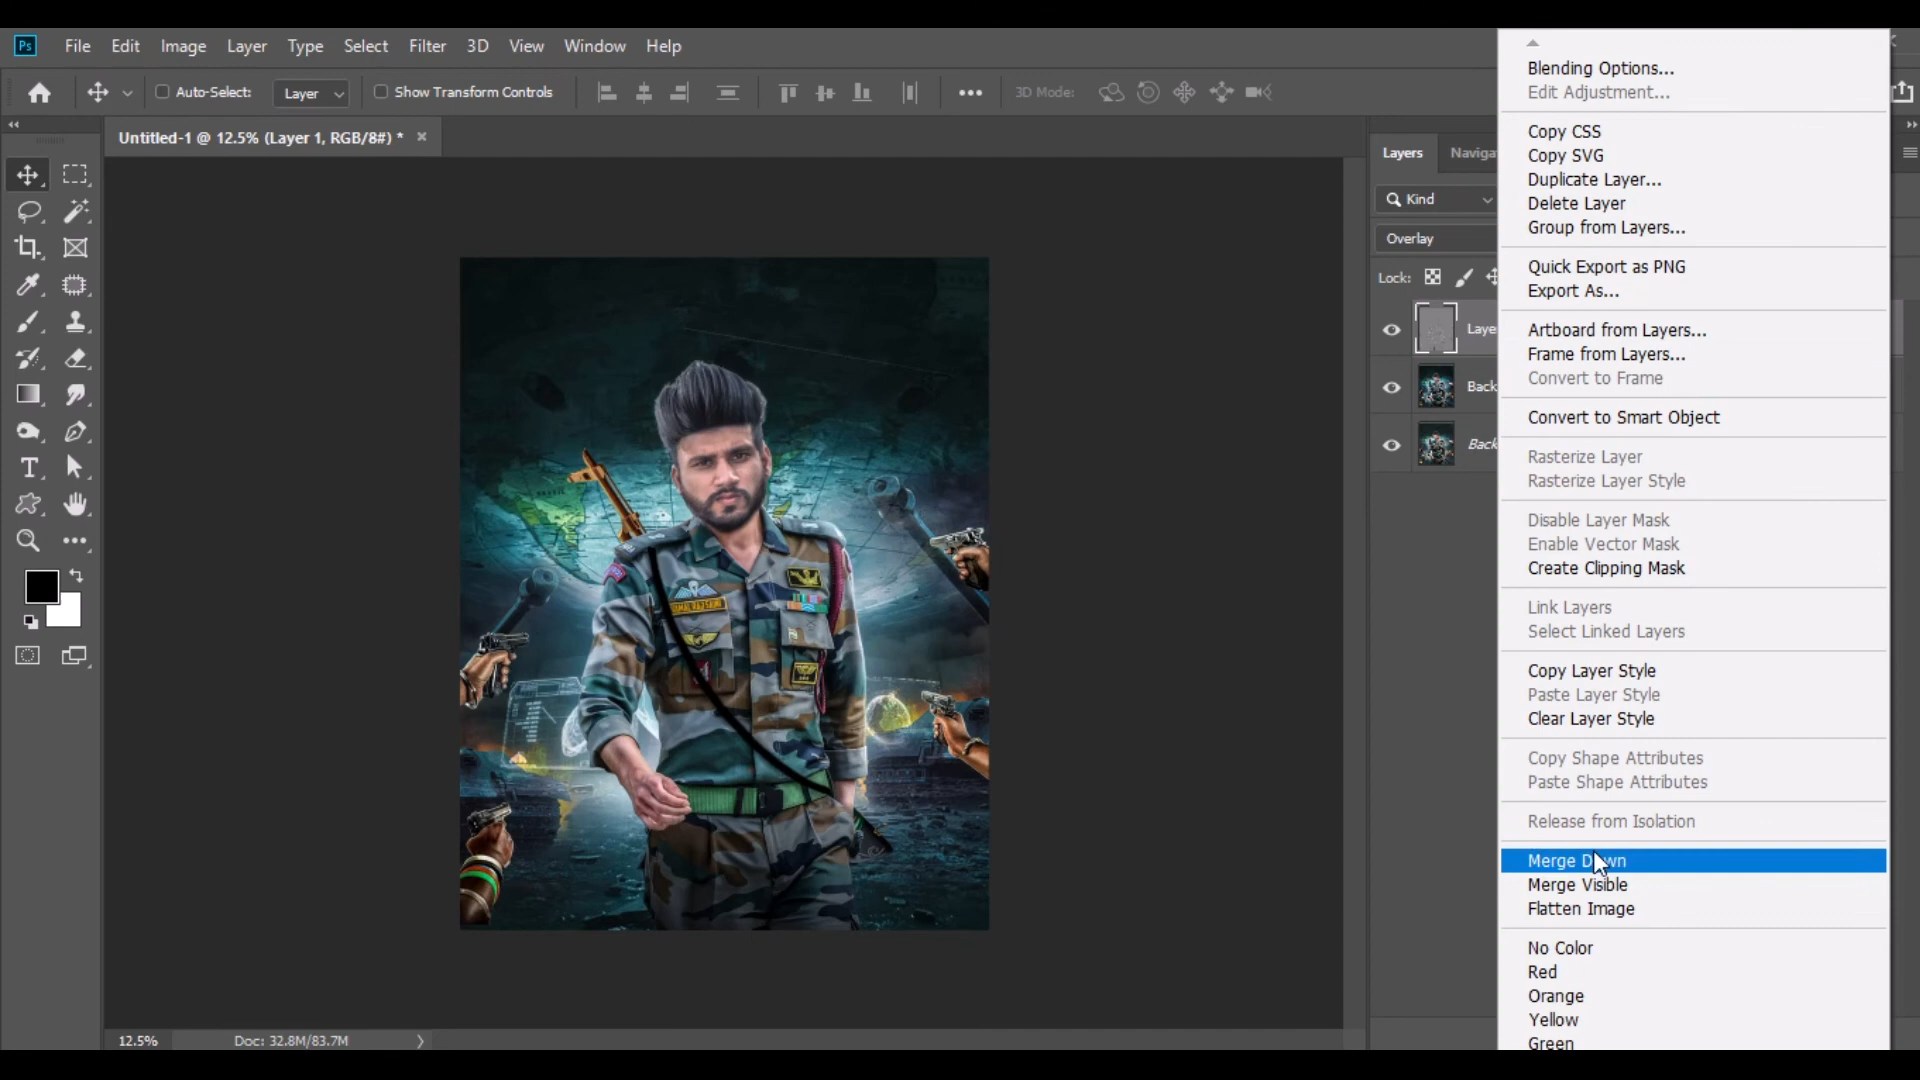 Ps File Edit Image Layer Type Select Filter 3D View Window Help
Auto-Select: Layer Show Transform Controls 3D Mode:
Untitled-1 @ 12.5% (Layer 1, RGB/8#) *
Layers Naviga
Kind
Overlay
Lock:
Laye
Back
Back
Blending Options...
Edit Adjustment...
Copy CSS
Copy SVG
Duplicate Layer...
Delete Layer
Group from Layers...
Quick Export as PNG
Export As...
Artboard from Layers...
Frame from Layers...
Convert to Frame
Convert to Smart Object
Rasterize Layer
Rasterize Layer Style
Disable Layer Mask
Enable Vector Mask
Create Clipping Mask
Link Layers
Select Linked Layers
Copy Layer Style
Paste Layer Style
Clear Layer Style
Copy Shape Attributes
Paste Shape Attributes
Release from Isolation
Merge Down
Merge Visible
Flatten Image
No Color
Red
Orange
Yellow
Green
12.5% Doc: 32.8M/83.7M